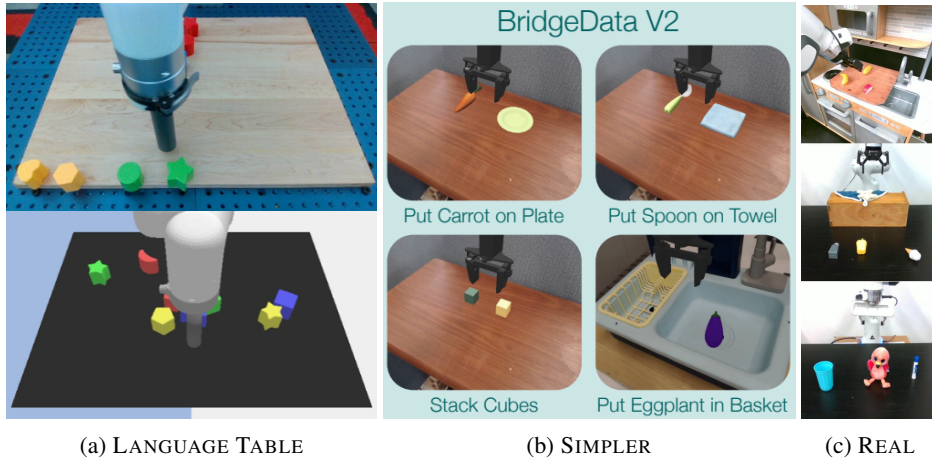 BridgeData V2
Put Carrot on Plate
Put Spoon on Towel
Stack Cubes
Put Eggplant in Basket
(a) LANGUAGE TABLE
(b) SIMPLER
(c) REAL